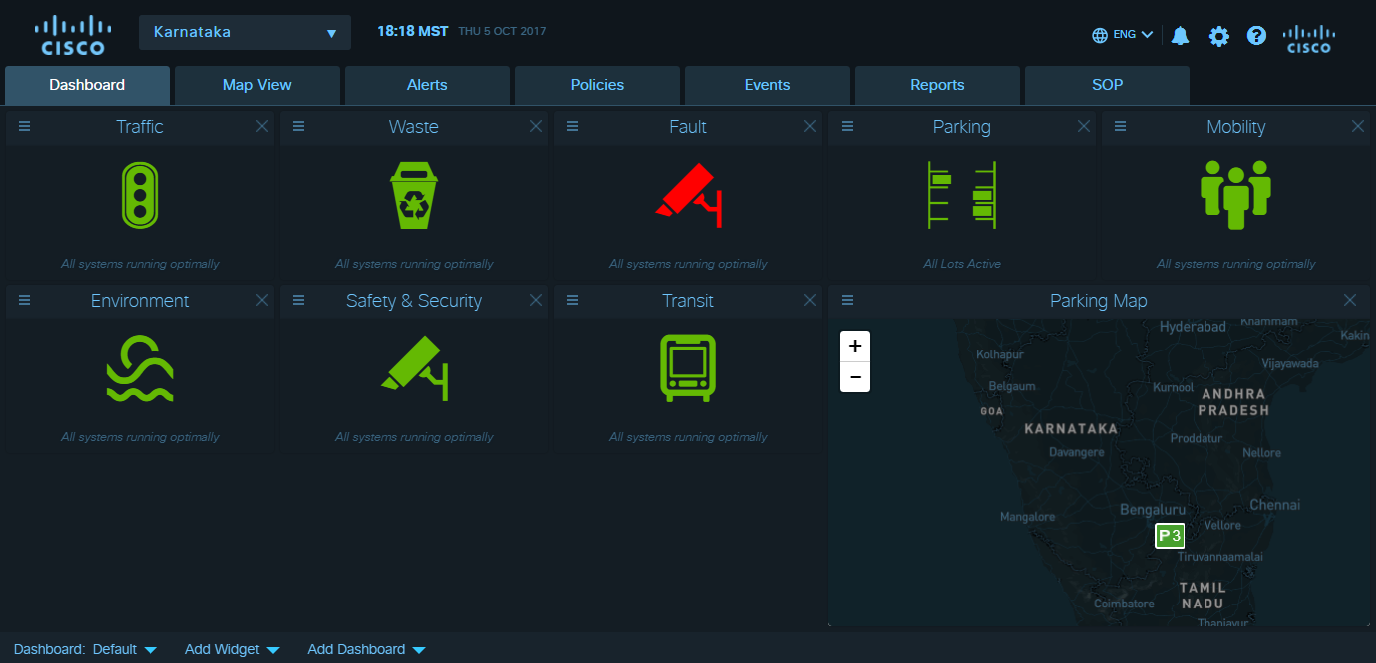 CISCO
Karnataka
18:18 MST THU 5 OCT 2017
ENG
CISCO
Dashboard Map View Alerts Policies Events Reports SOP
Traffic Waste Fault Parking Mobility
All systems running optimally All systems running optimally All systems running optimally All Lots Active All systems running optimally
Environment Safety & Security Transit Parking Map
All systems running optimally All systems running optimally All systems running optimally
+
−
Hyderabad
Khammam
Kakin
Kolhapur
Vijayawada
Belgaum
Kurnool
ANDHRA
PRADESH
GOA
KARNATAKA
Proddatur
Davangere
Nellore
Chennai
Bengaluru
Mangalore
Vellore
P 3
Tiruvannaamalai
TAMIL
NADU
Coimbatore
Thanjavur
Dashboard: Default Add Widget Add Dashboard